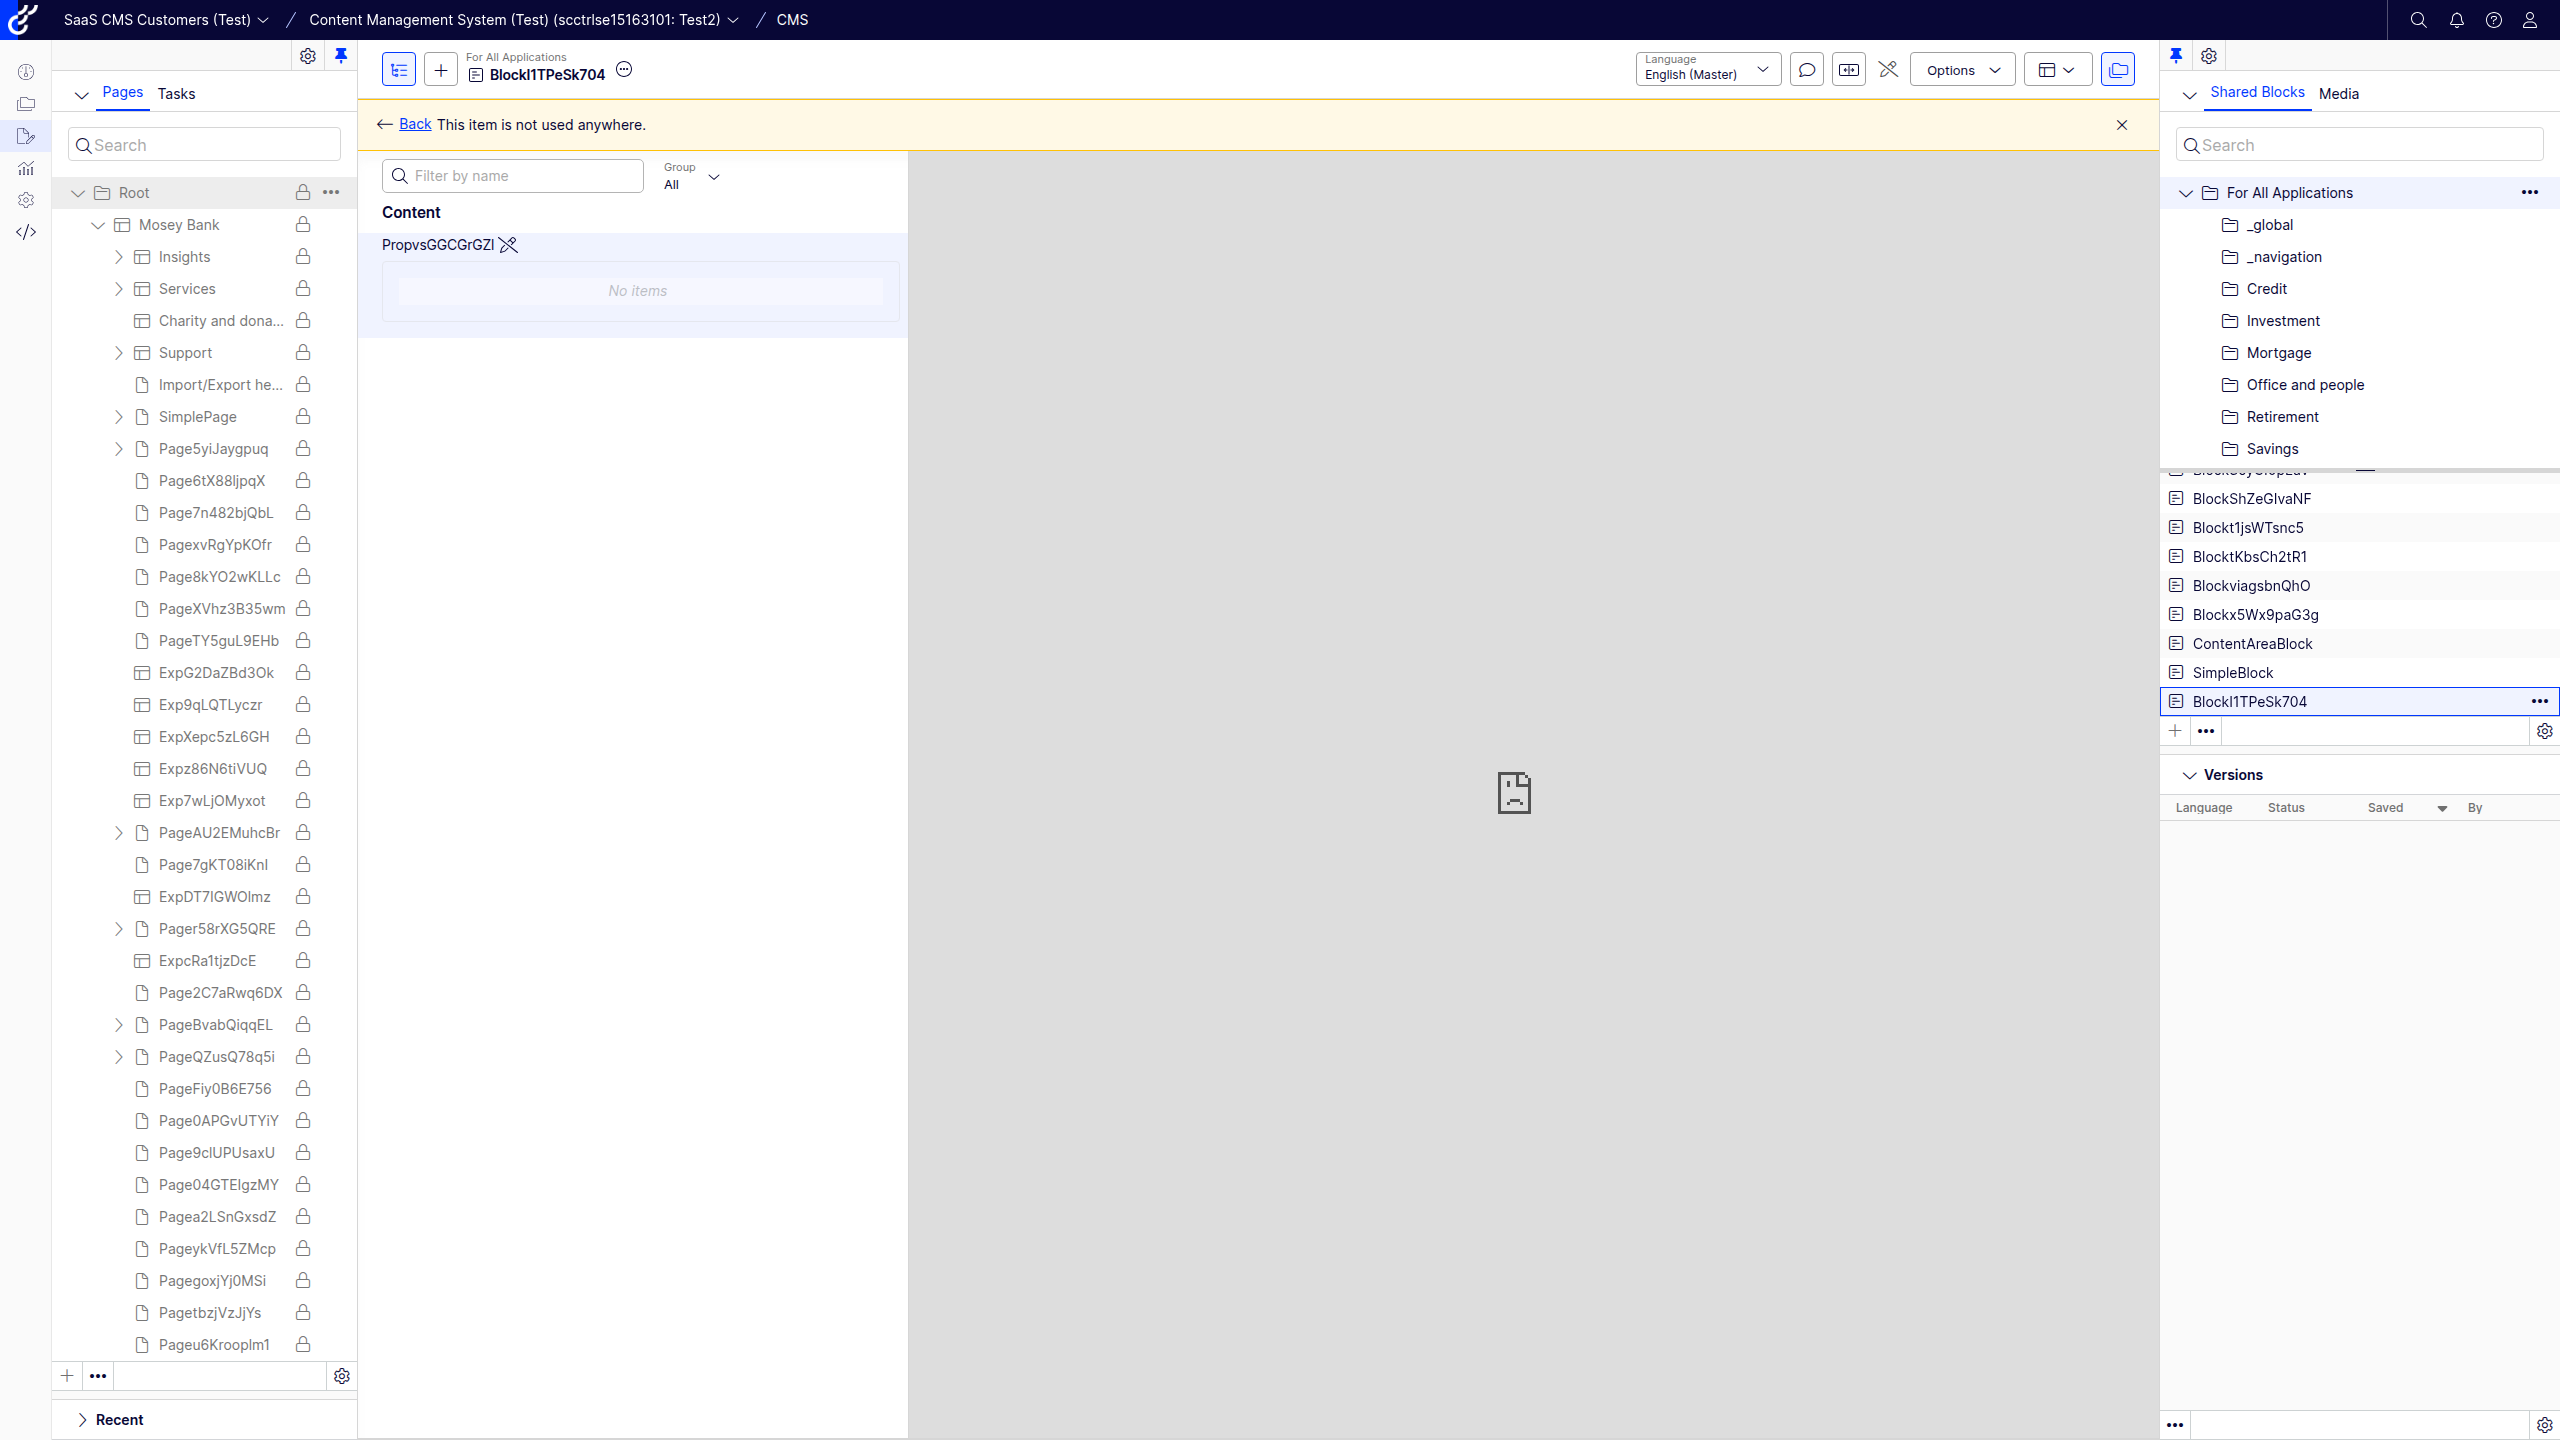 SaaS CMS Customers (Test) / Content Management System (Test) (scctrlse15163101: Test2) / CMS
Pages Tasks
Search
Root
Mosey Bank
Insights
Services
Charity and dona...
Support
Import/Export he...
SimplePage
Page5yiJaygpuq
Page6tX88ljpqX
Page7n482bjQbL
PagexvRgYpKOfr
Page8kYO2wKLLc
PageXVhz3B35wm
PageTY5guL9EHb
ExpG2DaZBd3Ok
Exp9qLQTLyczr
ExpXepc5zL6GH
Expz86N6tiVUQ
Exp7wLjOMyxot
PageAU2EMuhcBr
Page7gKT08iKnI
ExpDT7IGWOlmz
Pager58rXG5QRE
ExpcRa1tjzDcE
Page2C7aRwq6DX
PageBvabQiqqEL
PageQZusQ78q5i
PageFiy0B6E756
Page0APGvUTYiY
Page9clUPUsaxU
Page04GTElgzMY
Pagea2LSnGxsdZ
PageykVfL5ZMcp
PagegoxjYj0MSi
PagetbzjVzJjYs
Pageu6Krooplm1
Recent
For All Applications
BlockI1TPeSk704
Language
English (Master)
Options
Back This item is not used anywhere.
Filter by name
Group
All
Content
PropvsGGCGrGZI
No items
Shared Blocks Media
Search
For All Applications
_global
_navigation
Credit
Investment
Mortgage
Office and people
Retirement
Savings
BlockShZeGlvaNF
Blockt1jsWTsnc5
BlocktKbsCh2tR1
BlockviagsbnQhO
Blockx5Wx9paG3g
ContentAreaBlock
SimpleBlock
BlockI1TPeSk704
Versions
Language Status Saved By